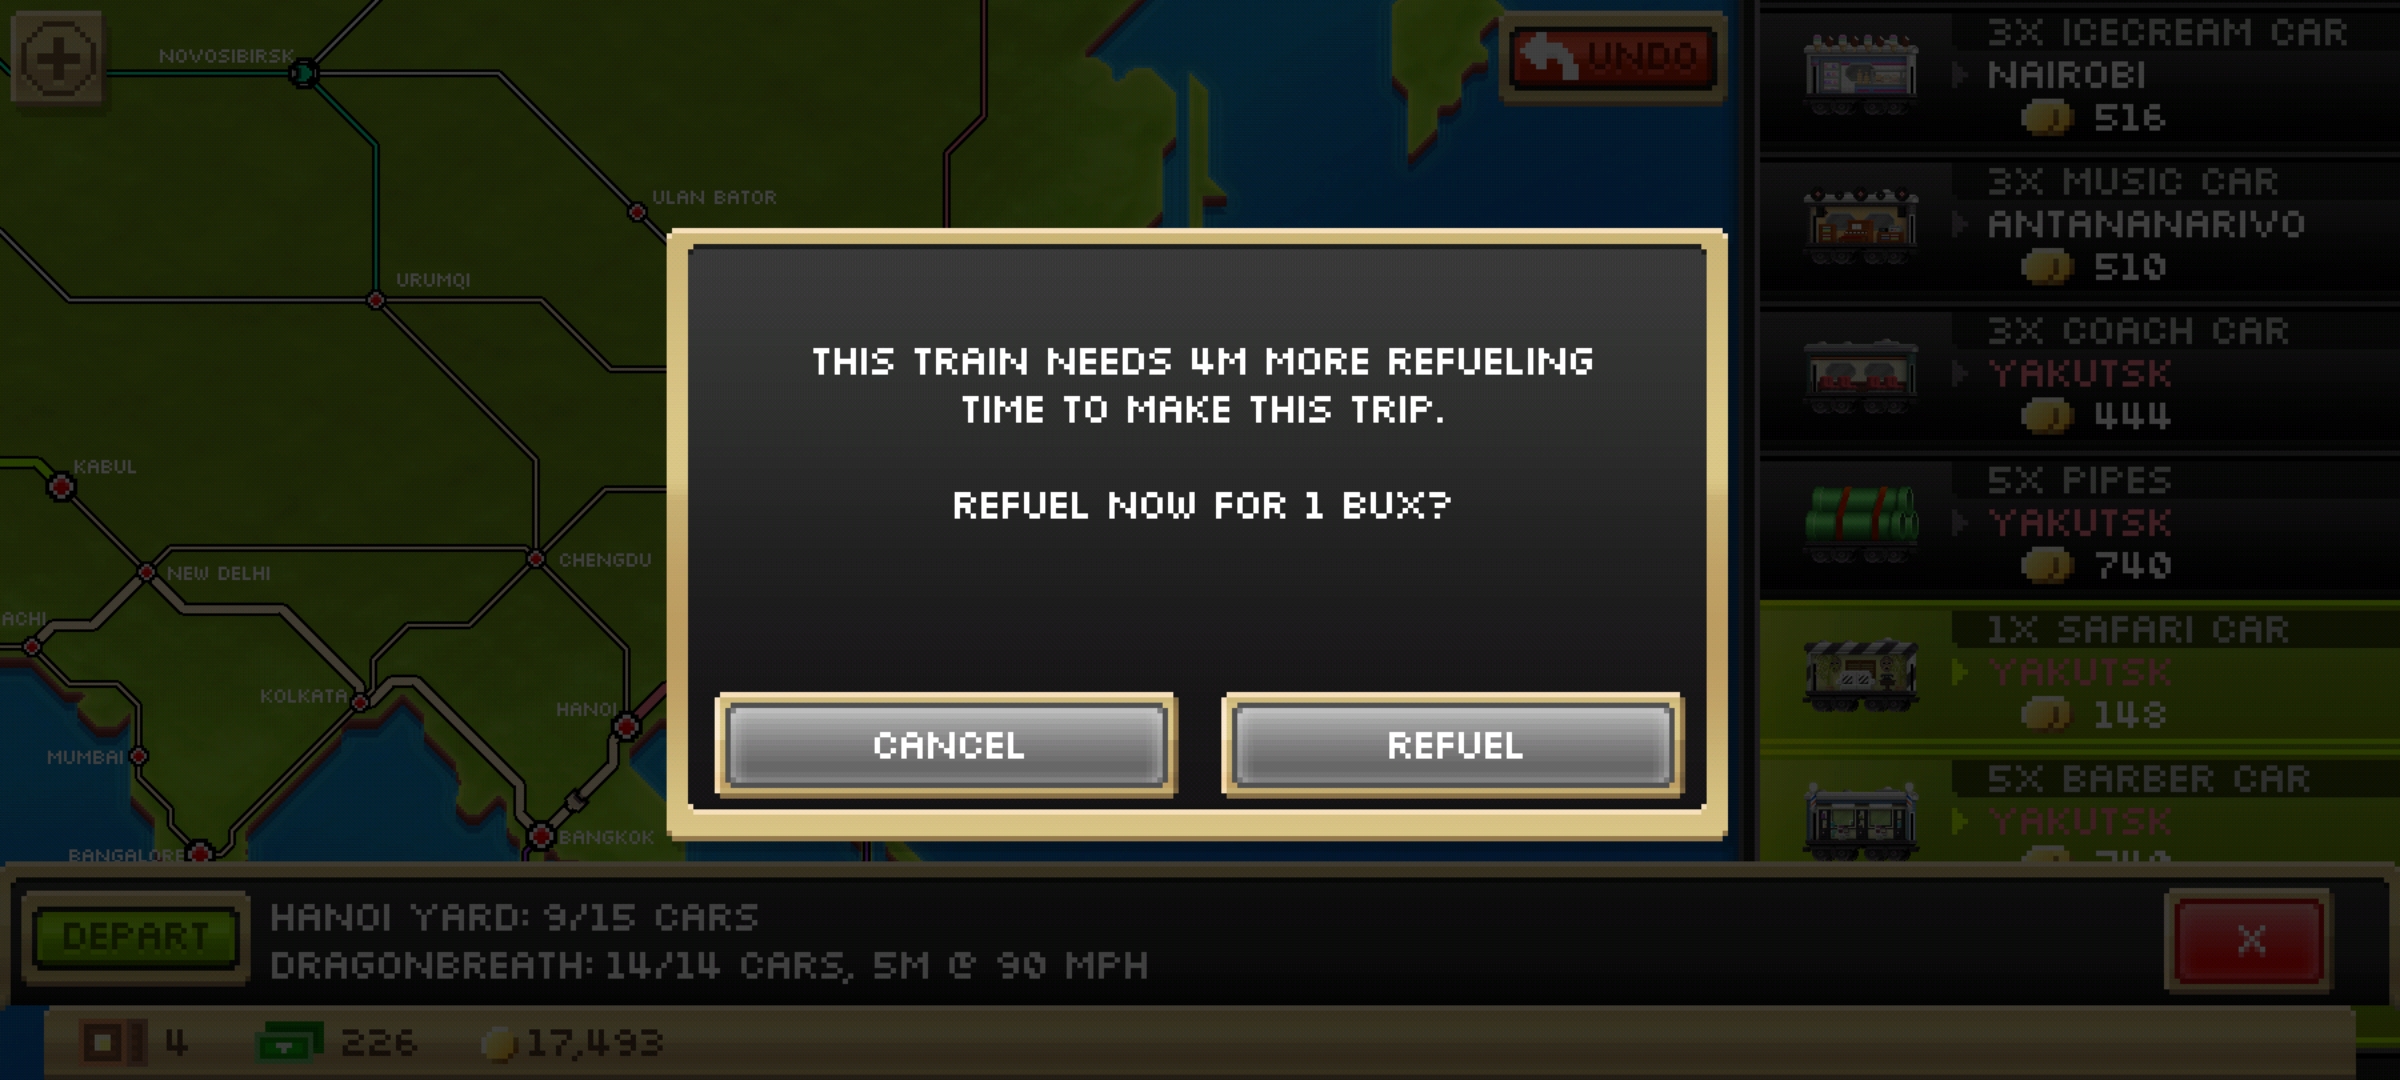 NOVOSIBIRSK
ULAN BATOR
URUMQI
KABUL
NEW DELHI
CHENGDU
ACHI
KOLKATA
HANOI
MUMBAI
BANGKOK
BANGALORE
UNDO
THIS TRAIN NEEDS 4M MORE REFUELING
TIME TO MAKE THIS TRIP.
REFUEL NOW FOR 1 BUX?
CANCEL
REFUEL
3X ICECREAM CAR
NAIROBI
516
3X MUSIC CAR
ANTANANARIVO
510
3X COACH CAR
YAKUTSK
444
5X PIPES
YAKUTSK
740
1X SAFARI CAR
YAKUTSK
148
5X BARBER CAR
YAKUTSK
740
DEPART
HANOI YARD: 9/15 CARS
DRAGONBREATH: 14/14 CARS, 5M @ 90 MPH
X
4
226
17,493